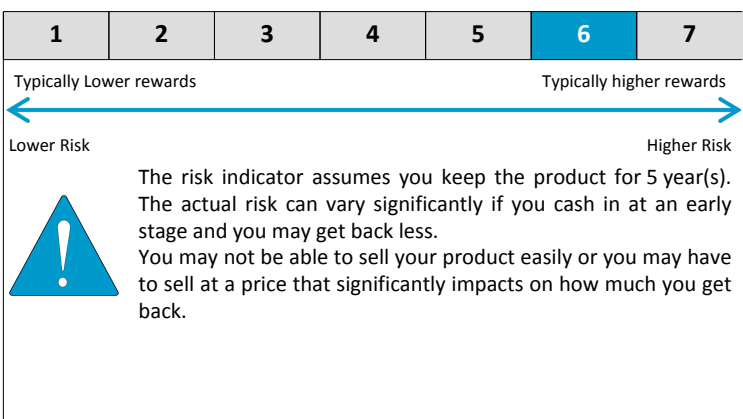 1 2 3 4 5 6 7
Typically Lower rewards Typically higher rewards
Lower Risk Higher Risk
The risk indicator assumes you keep the product for 5 year(s).
The actual risk can vary significantly if you cash in at an early
stage and you may get back less.
You may not be able to sell your product easily or you may have
to sell at a price that significantly impacts on how much you get
back.